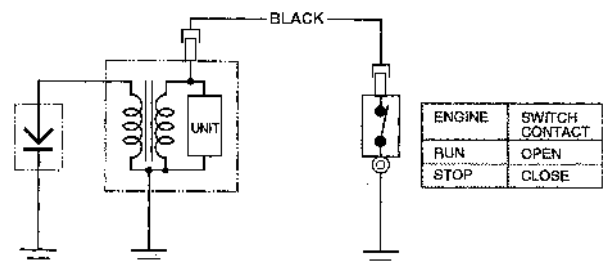 BLACK
UNIT
ENGINE SWITCH CONTACT
RUN OPEN
STOP CLOSE